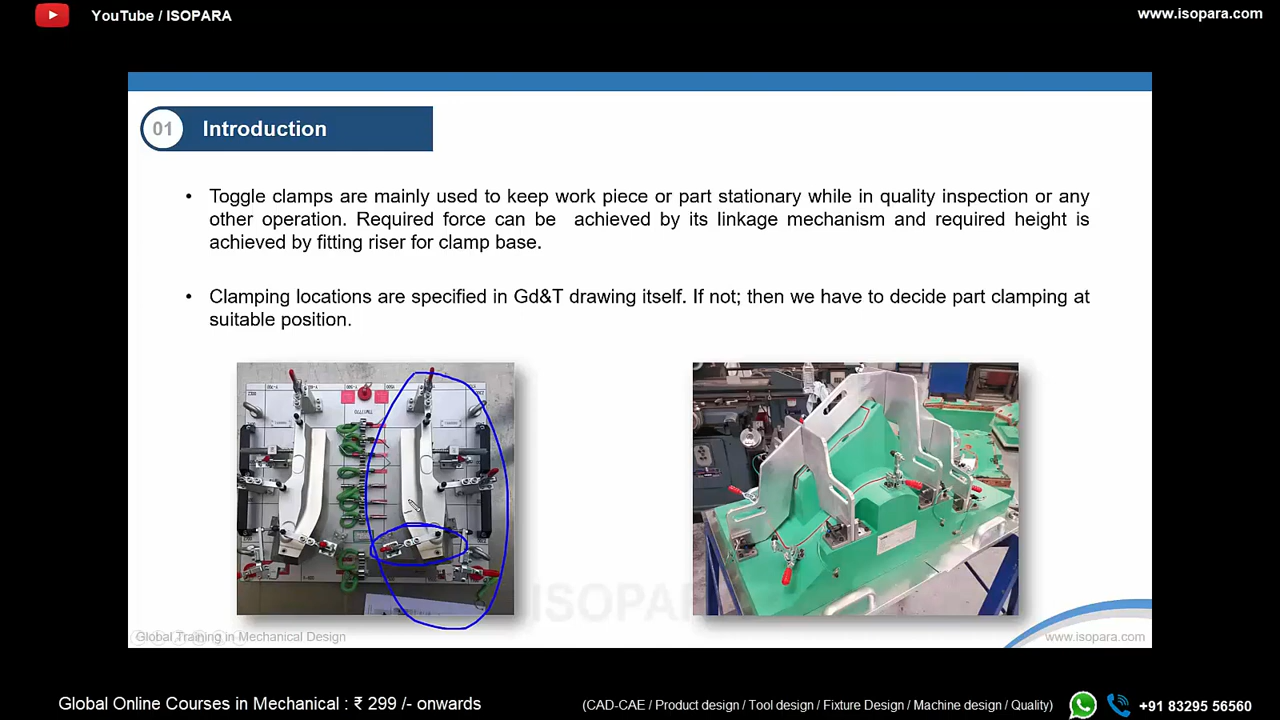 YouTube / ISOPARA
www.isopara.com
01
Introduction
• Toggle clamps are mainly used to keep work piece or part stationary while in quality inspection or any
other operation. Required force can be achieved by its linkage mechanism and required height is
achieved by fitting riser for clamp base.
• Clamping locations are specified in Gd&T drawing itself. If not; then we have to decide part clamping at
suitable position.
ISOPARA
Global Training in Mechanical Design
www.isopara.com
Global Online Courses in Mechanical : ₹ 299 /- onwards
(CAD-CAE / Product design / Tool design / Fixture Design / Machine design / Quality)
+91 83295 56560